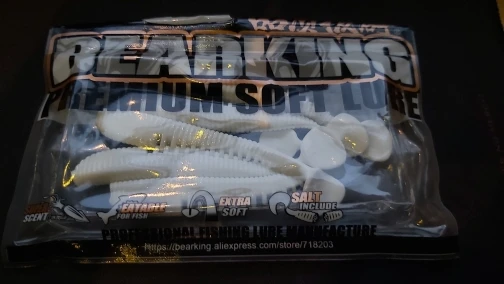 BEARKING
PREMIUM SOFT LURE
SCENT
EATABLE
FOR FISH
EXTRA
SOFT
SALT
INCLUDE
PROFESSIONAL FISHING LURE MANUFACTURE
https://bearking.aliexpress.com/store/718203